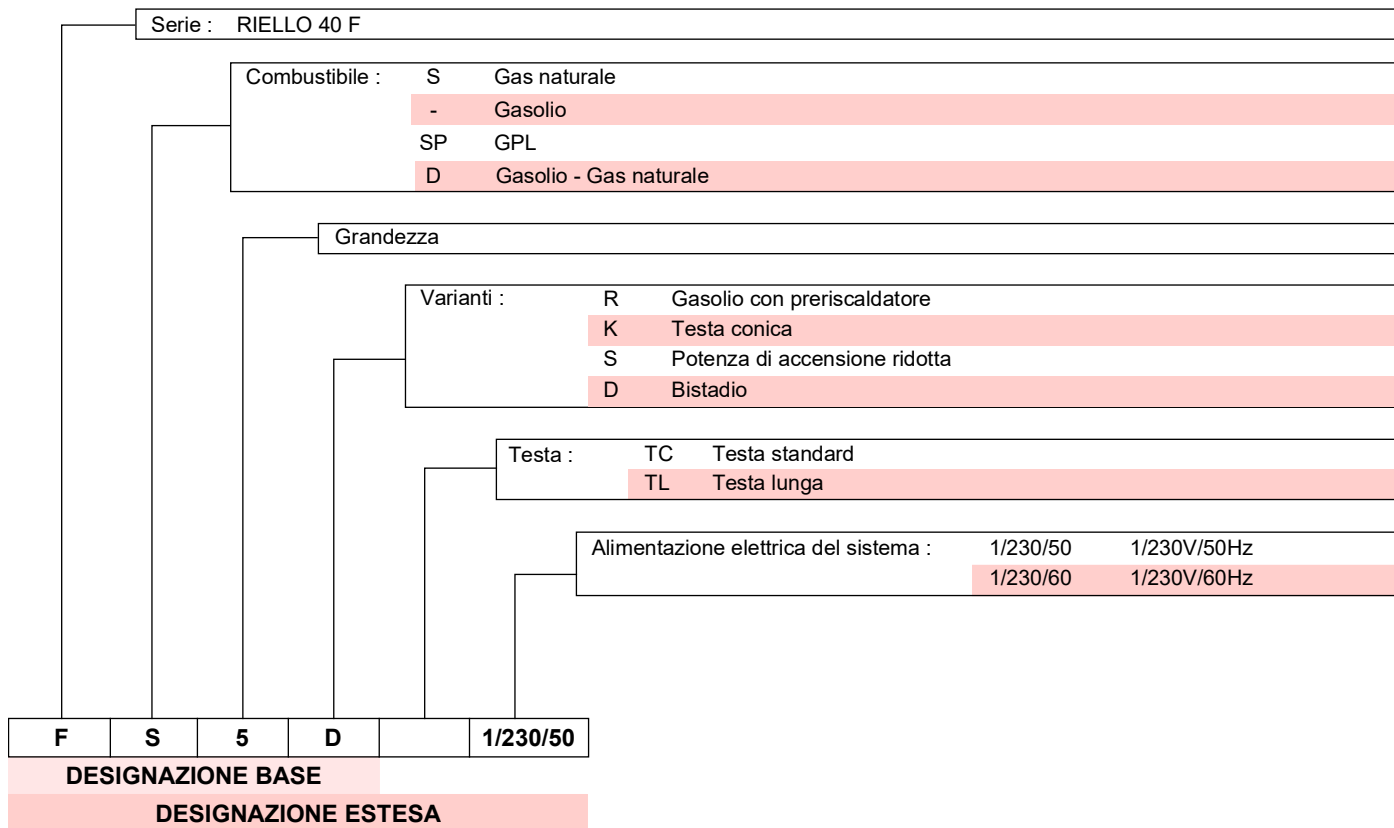 Serie : RIELLO 40 F
Combustibile : S Gas naturale
- Gasolio
SP GPL
D Gasolio - Gas naturale
Grandezza
Varianti : R Gasolio con preriscaldatore
K Testa conica
S Potenza di accensione ridotta
D Bistadio
Testa : TC Testa standard
TL Testa lunga
Alimentazione elettrica del sistema : 1/230/50 1/230V/50Hz
1/230/60 1/230V/60Hz
F S 5 D 1/230/50
DESIGNAZIONE BASE
DESIGNAZIONE ESTESA